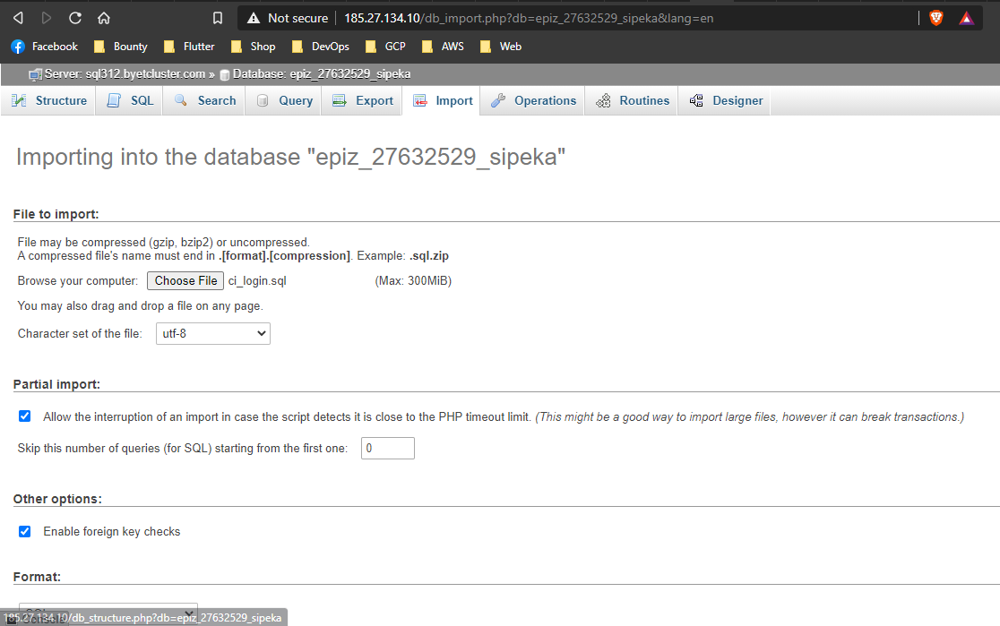 Not secure 185.27.134.10/db_import.php?db=epiz_27632529_sipeka&lang=en
Facebook Bounty Flutter Shop DevOps GCP AWS Web
Server: sql312.byetcluster.com » Database: epiz_27632529_sipeka
Structure SQL Search Query Export Import Operations Routines Designer
Importing into the database "epiz_27632529_sipeka"
File to import:
File may be compressed (gzip, bzip2) or uncompressed.
A compressed file's name must end in .[format].[compression]. Example: .sql.zip
Browse your computer: Choose File ci_login.sql (Max: 300MiB)
You may also drag and drop a file on any page.
Character set of the file: utf-8
Partial import:
Allow the interruption of an import in case the script detects it is close to the PHP timeout limit. (This might be a good way to import large files, however it can break transactions.)
Skip this number of queries (for SQL) starting from the first one: 0
Other options:
Enable foreign key checks
Format:
SQL
185.27.134.10/db_structure.php?db=epiz_27632529_sipeka
Console